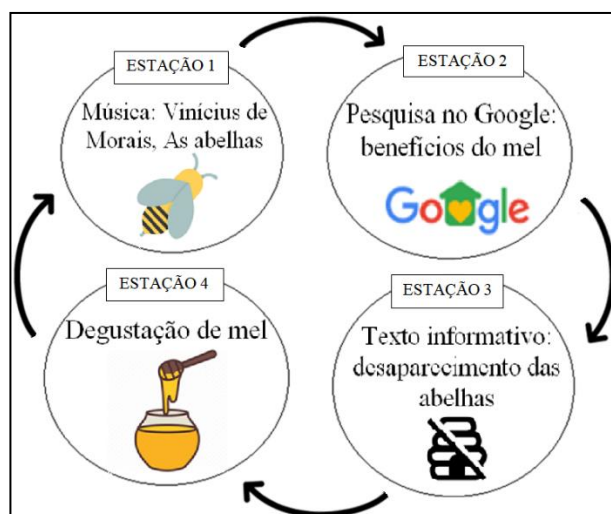 ESTAÇÃO 1
Música: Vinícius de
Morais, As abelhas
ESTAÇÃO 2
Pesquisa no Google:
benefícios do mel
Google
ESTAÇÃO 3
Texto informativo:
desaparecimento das
abelhas
ESTAÇÃO 4
Degustação de mel